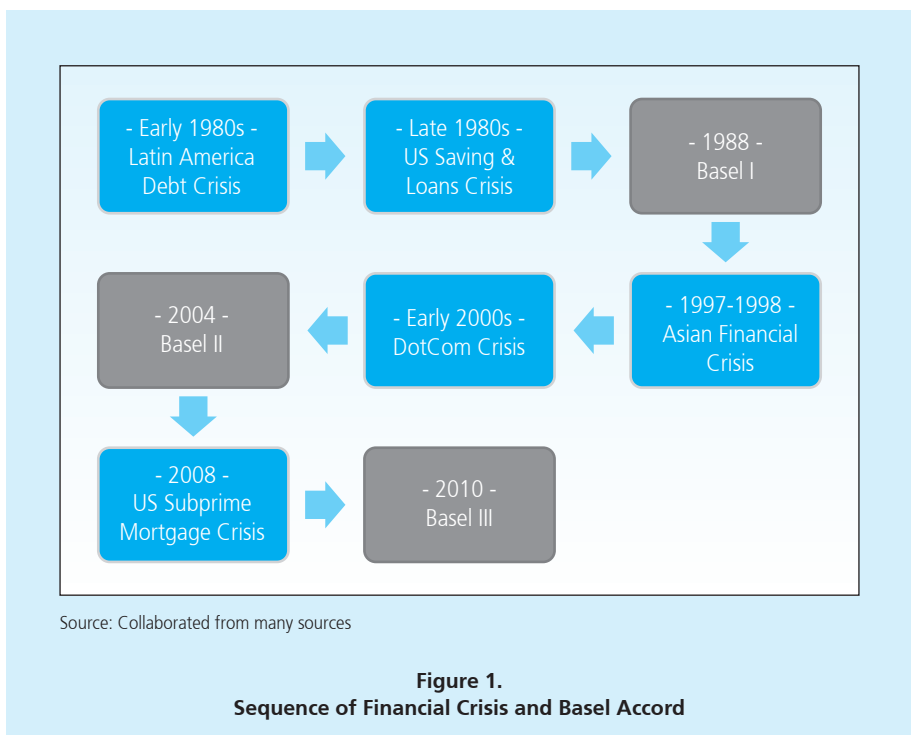 - Early 1980s -
Latin America
Debt Crisis
- Late 1980s -
US Saving &
Loans Crisis
- 1988 -
Basel I
- 1997-1998 -
Asian Financial
Crisis
- Early 2000s -
DotCom Crisis
- 2004 -
Basel II
- 2008 -
US Subprime
Mortgage Crisis
- 2010 -
Basel III
Source: Collaborated from many sources
Figure 1.
Sequence of Financial Crisis and Basel Accord